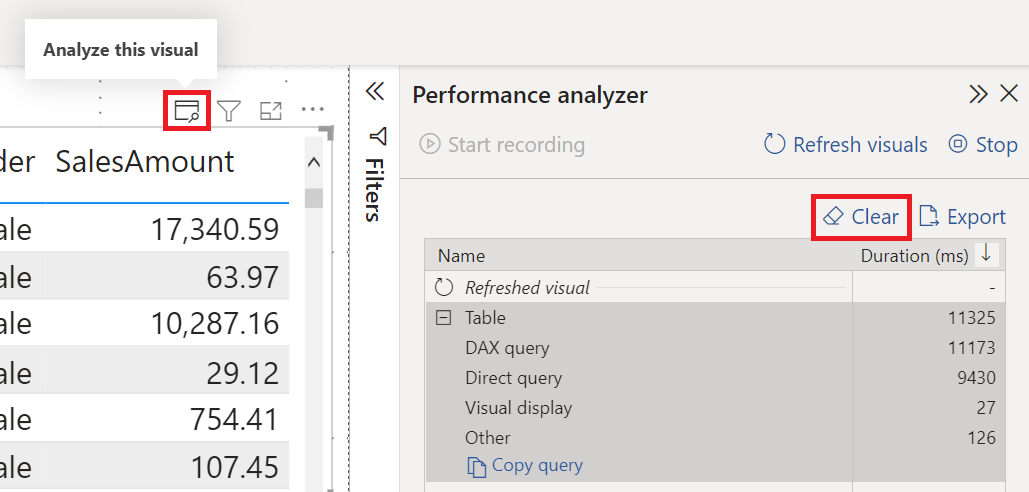 Analyze this visual
der SalesAmount
ale 17,340.59
ale 63.97
ale 10,287.16
ale 29.12
ale 754.41
ale 107.45
Filters
Performance analyzer
Start recording Refresh visuals Stop
Clear Export
Name Duration (ms)
Refreshed visual -
Table 11325
DAX query 11173
Direct query 9430
Visual display 27
Other 126
Copy query